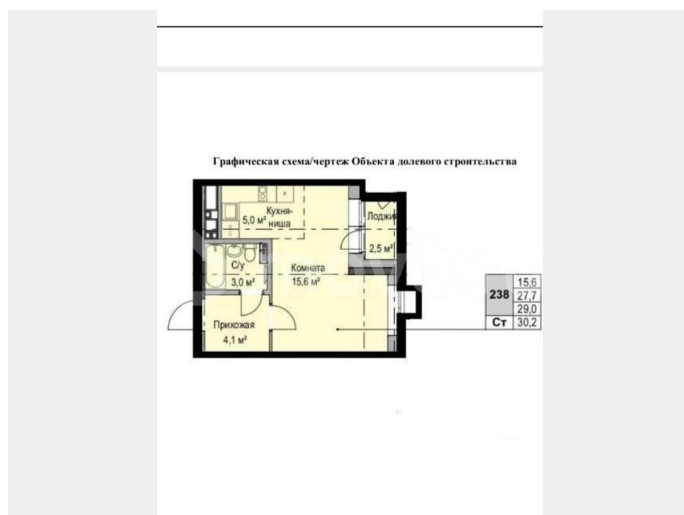 Графическая схема/чертеж Объекта долевого строительства
Кухня-
ниша
5,0 м²
Лоджия
2,5 м²
С/у
3,0 м²
Комната
15,6 м²
Прихожая
4,1 м²
238
15,6
27,7
29,0
Ст 30,2